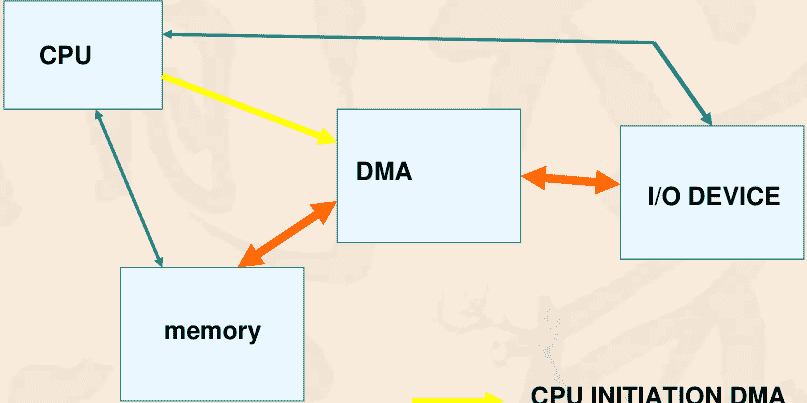 CPU
DMA
I/O DEVICE
memory
CPU INITIATION DMA